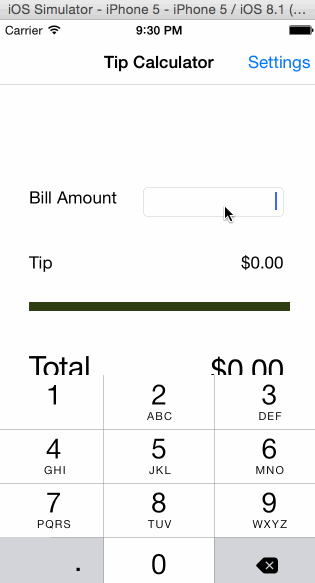 iOS Simulator - iPhone 5 - iPhone 5 / iOS 8.1 (...
Carrier 9:30 PM
Tip Calculator Settings
Bill Amount
Tip $0.00
Total $0.00
1 2 3
ABC DEF
4 5 6
GHI JKL MNO
7 8 9
PQRS TUV WXYZ
. 0